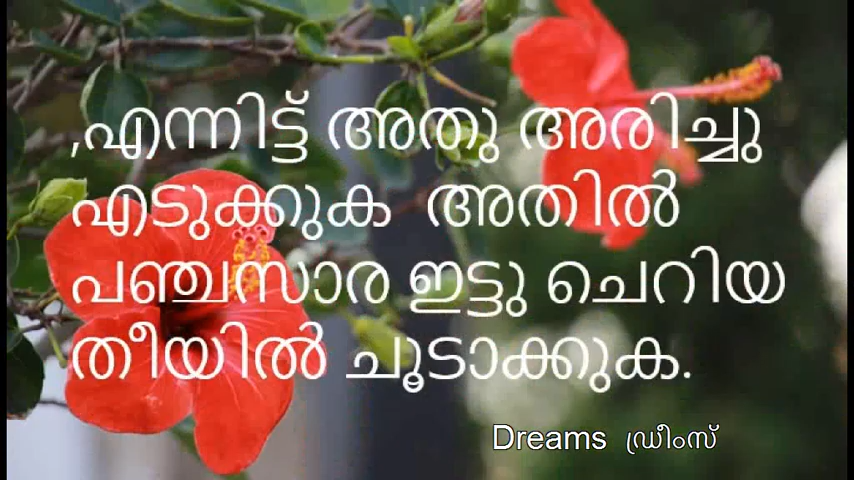 ,എന്നിട്ട് അതു അരിച്ചു
എടുക്കുക അതിൽ
പഞ്ചസാര ഇട്ടു ചെറിയ
തീയിൽ ചൂടാക്കുക.
Dreams ഡ്രീംസ്